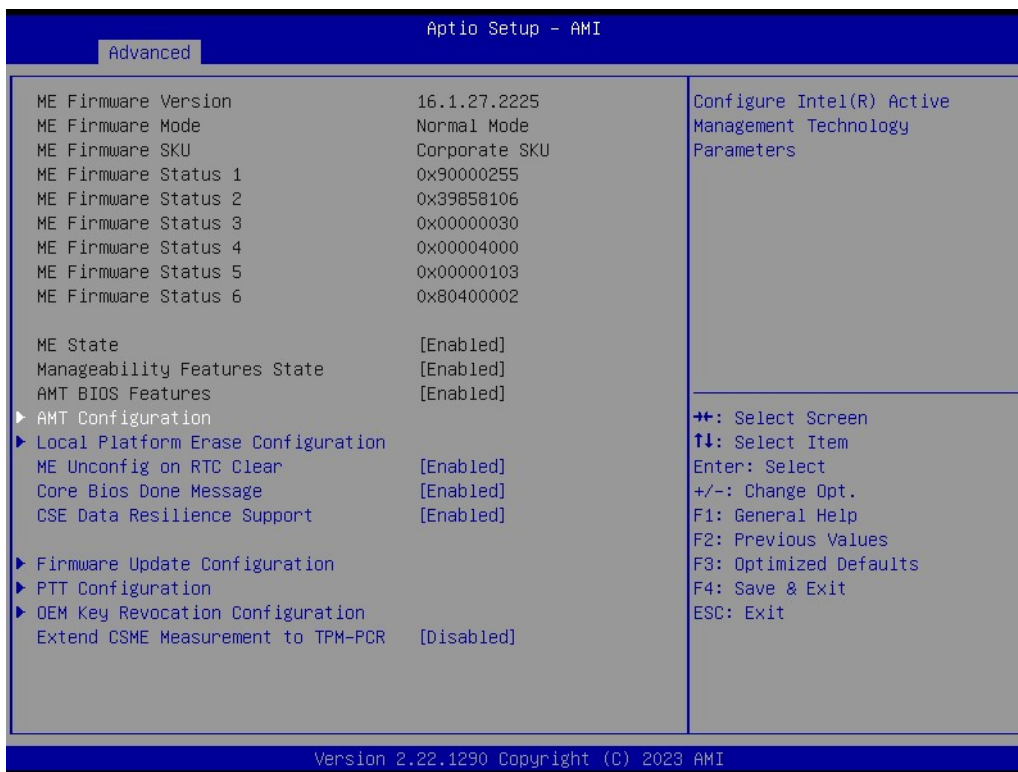 Aptio Setup – AMI
Advanced
ME Firmware Version 16.1.27.2225
ME Firmware Mode Normal Mode
ME Firmware SKU Corporate SKU
ME Firmware Status 1 0x90000255
ME Firmware Status 2 0x39858106
ME Firmware Status 3 0x00000030
ME Firmware Status 4 0x00004000
ME Firmware Status 5 0x00000103
ME Firmware Status 6 0x80400002
ME State [Enabled]
Manageability Features State [Enabled]
AMT BIOS Features [Enabled]
▶ AMT Configuration
▶ Local Platform Erase Configuration
ME Unconfig on RTC Clear [Enabled]
Core Bios Done Message [Enabled]
CSE Data Resilience Support [Enabled]
▶ Firmware Update Configuration
▶ PTT Configuration
▶ OEM Key Revocation Configuration
Extend CSME Measurement to TPM-PCR [Disabled]
Configure Intel(R) Active
Management Technology
Parameters
→←: Select Screen
↑↓: Select Item
Enter: Select
+/-: Change Opt.
F1: General Help
F2: Previous Values
F3: Optimized Defaults
F4: Save & Exit
ESC: Exit
Version 2.22.1290 Copyright (C) 2023 AMI